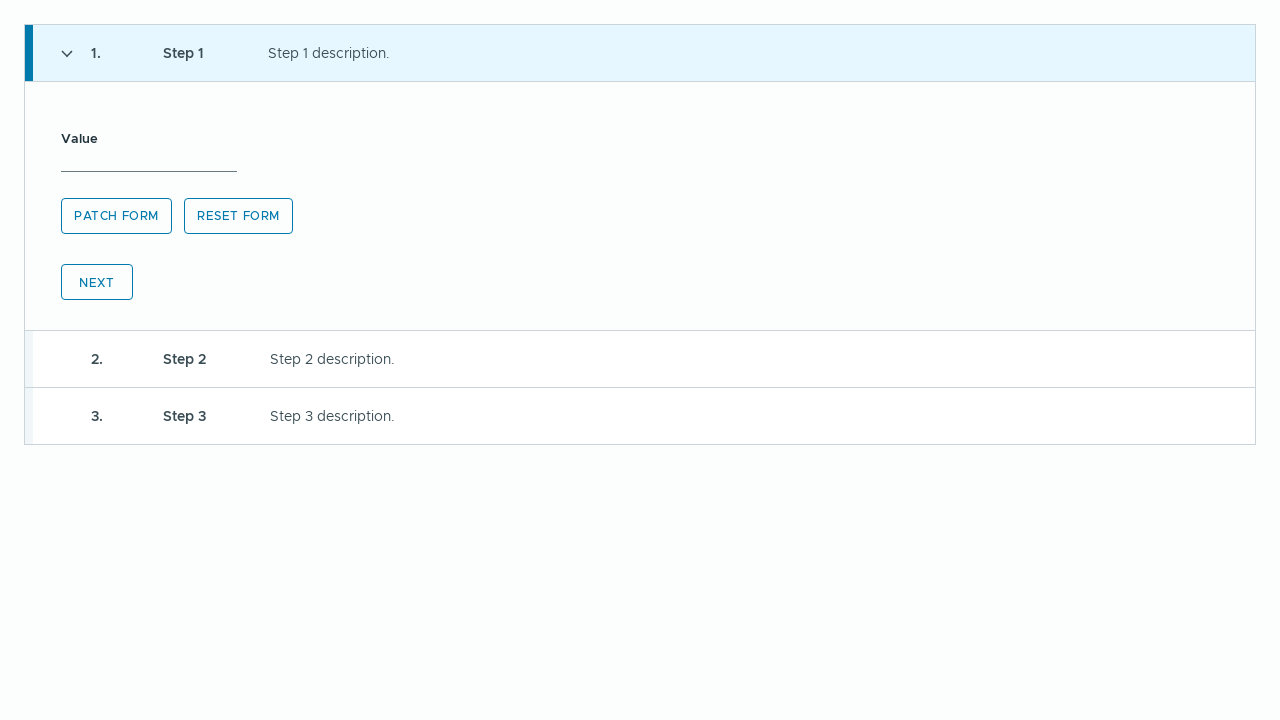 1. Step 1 Step 1 description.
Value
PATCH FORM RESET FORM
NEXT
2. Step 2 Step 2 description.
3. Step 3 Step 3 description.